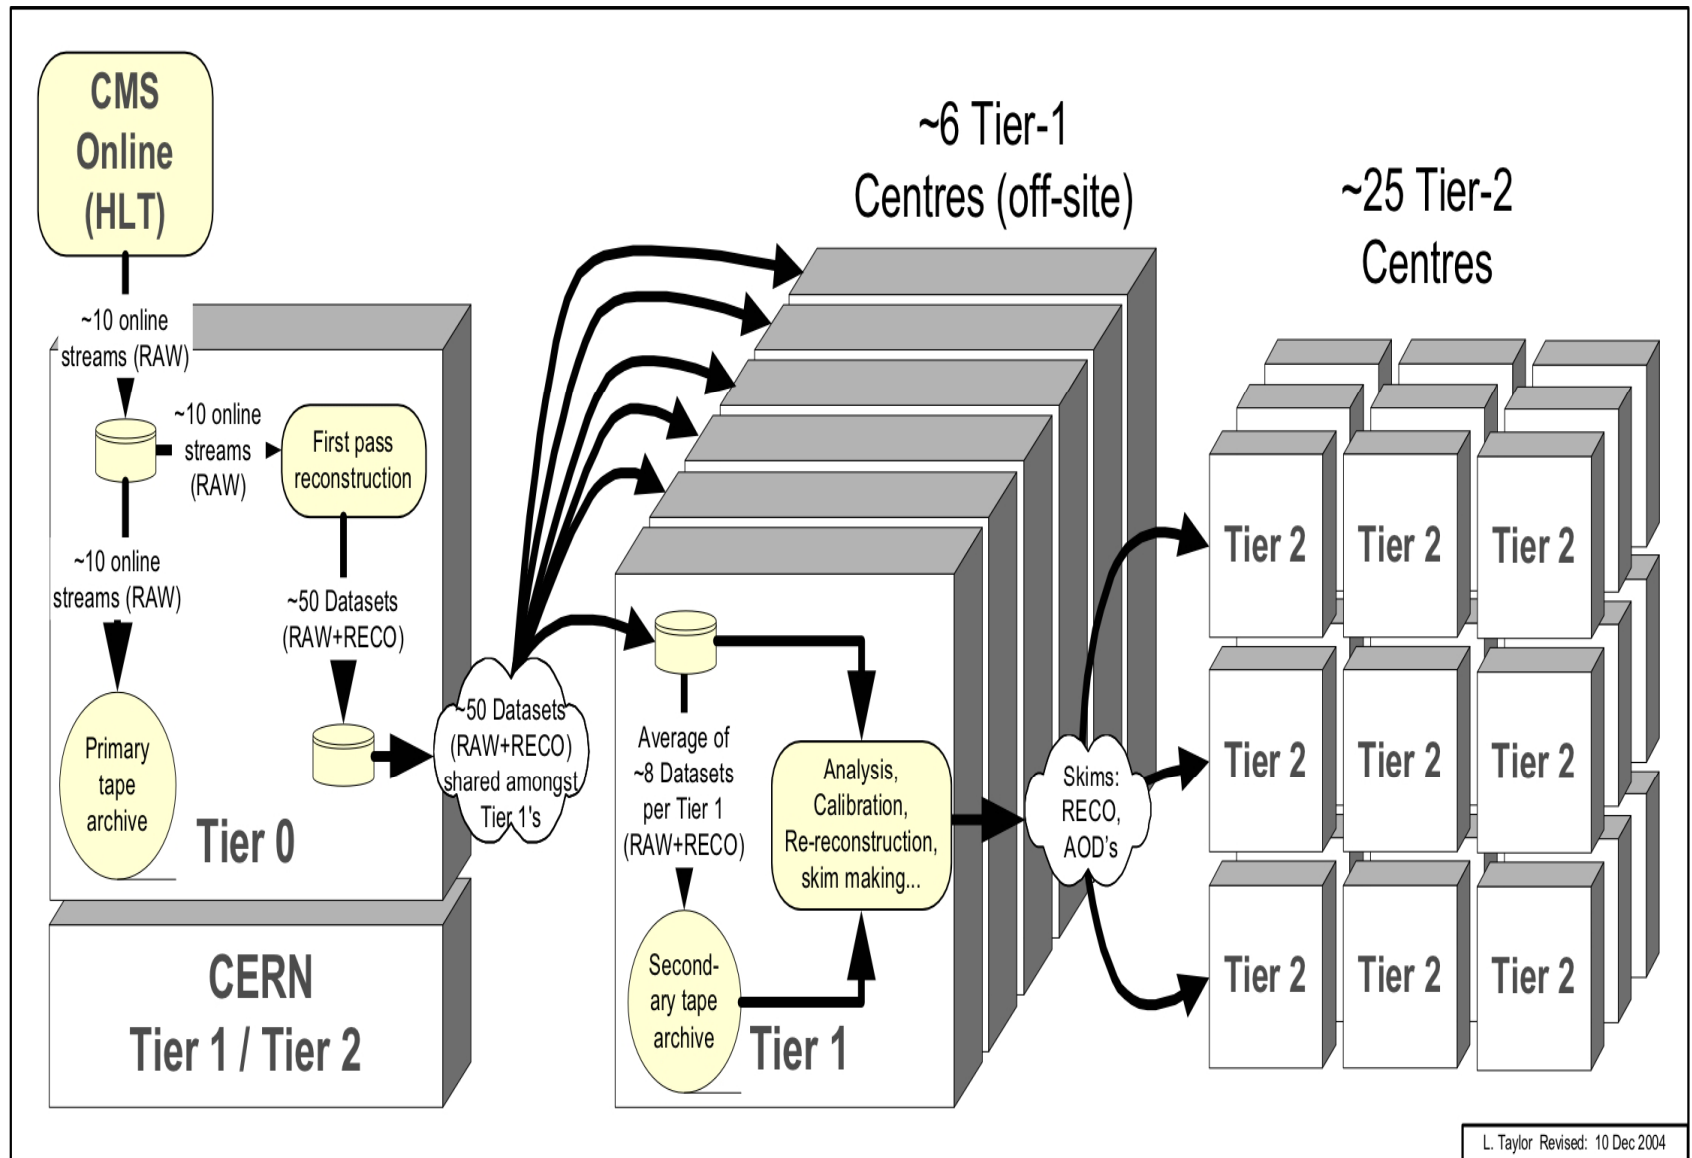 CMS
Online
(HLT)
~10 online
streams (RAW)
~10 online
streams
(RAW)
First pass
reconstruction
~10 online
streams (RAW)
~50 Datasets
(RAW+RECO)
Primary
tape
archive
Tier 0
CERN
Tier 1 / Tier 2
~50 Datasets
(RAW+RECO)
shared amongst
Tier 1's
~6 Tier-1
Centres (off-site)
Average of
~8 Datasets
per Tier 1
(RAW+RECO)
Analysis,
Calibration,
Re-reconstruction,
skim making...
Second-
ary tape
archive
Tier 1
Skims:
RECO,
AOD's
~25 Tier-2
Centres
Tier 2
Tier 2
Tier 2
Tier 2
Tier 2
Tier 2
Tier 2
Tier 2
Tier 2
L. Taylor Revised: 10 Dec 2004